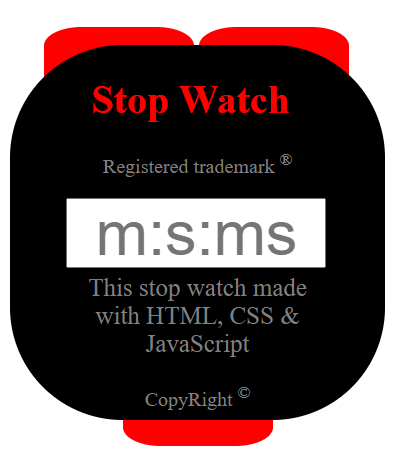 Stop Watch
Registered trademark ®
m:s:ms
This stop watch made
with HTML, CSS &
JavaScript
CopyRight ©